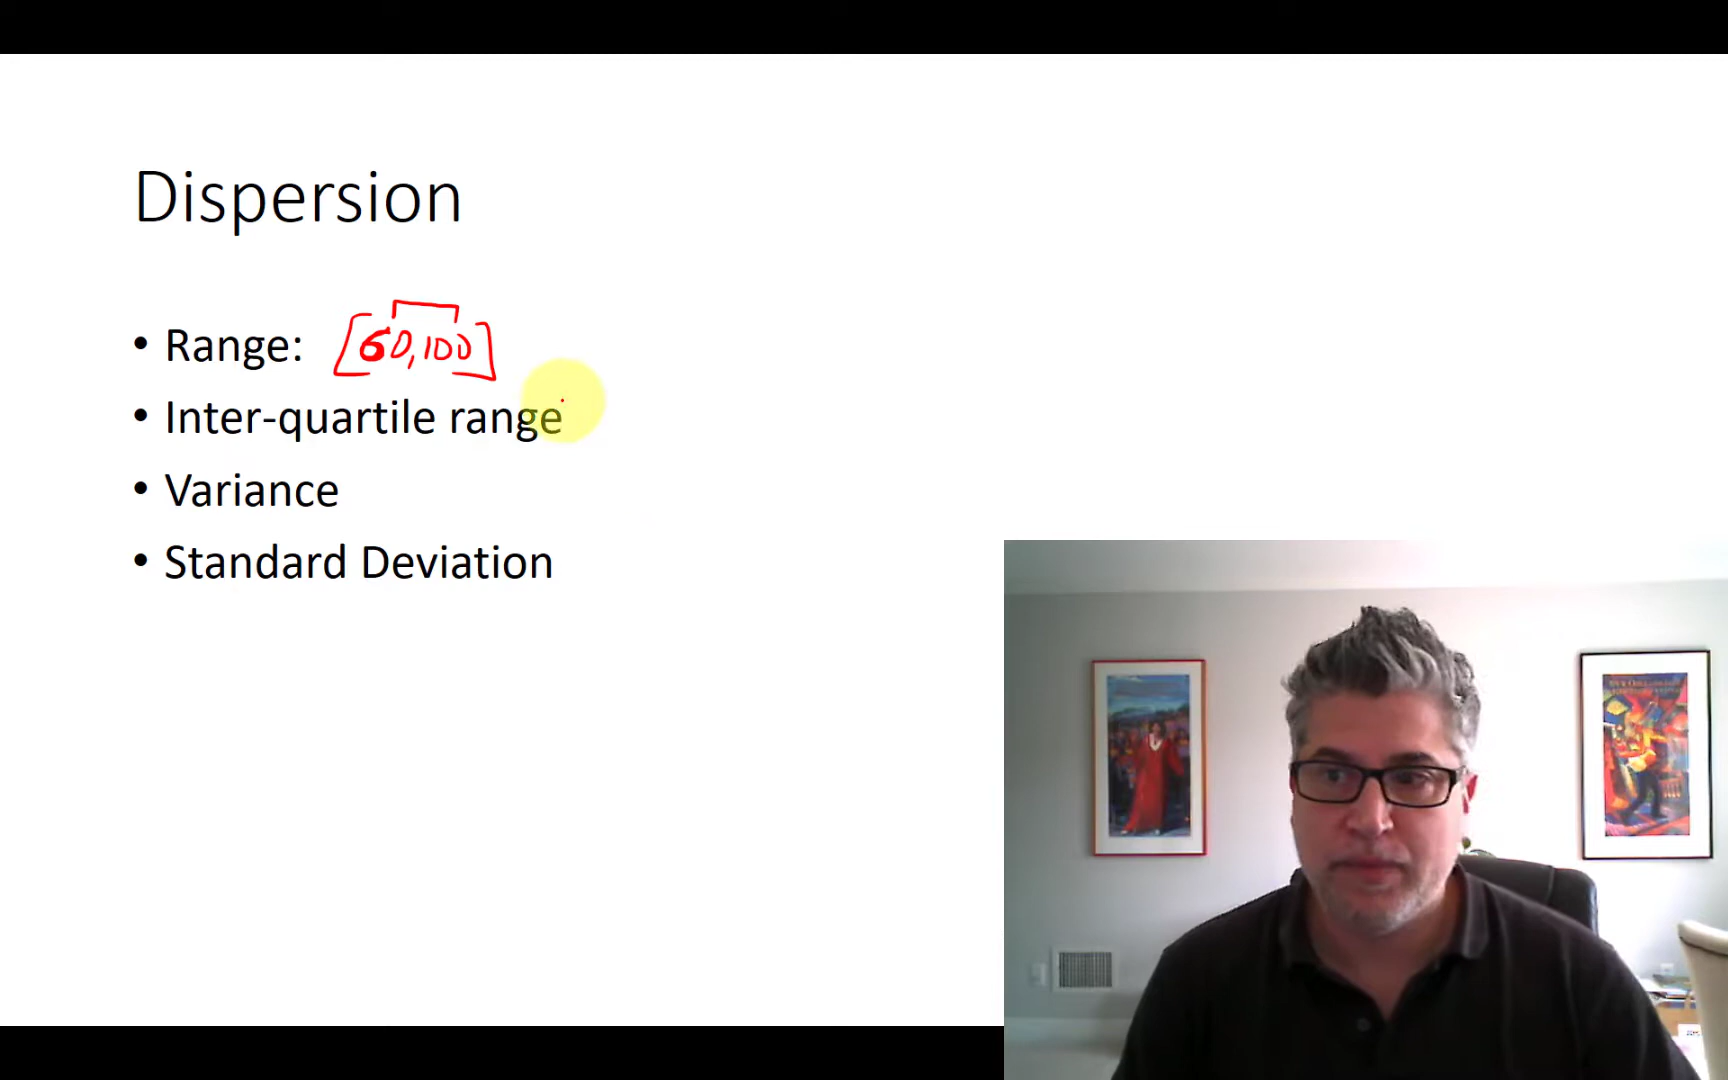 Dispersion
• Range: [60,100]
• Inter-quartile range
• Variance
• Standard Deviation